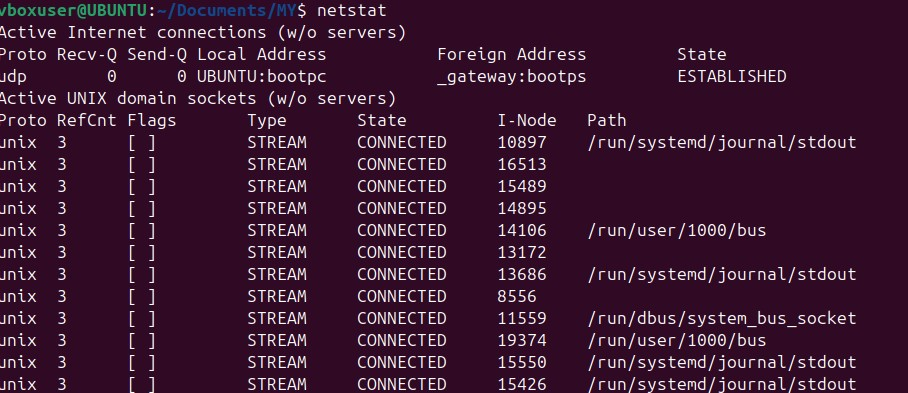 vboxuser@UBUNTU:~/Documents/MY$ netstat
Active Internet connections (w/o servers)
Proto Recv-Q Send-Q Local Address           Foreign Address         State
udp        0      0 UBUNTU:bootpc           _gateway:bootps         ESTABLISHED
Active UNIX domain sockets (w/o servers)
Proto RefCnt Flags       Type       State         I-Node   Path
unix  3      [ ]         STREAM     CONNECTED     10897    /run/systemd/journal/stdout
unix  3      [ ]         STREAM     CONNECTED     16513
unix  3      [ ]         STREAM     CONNECTED     15489
unix  3      [ ]         STREAM     CONNECTED     14895
unix  3      [ ]         STREAM     CONNECTED     14106    /run/user/1000/bus
unix  3      [ ]         STREAM     CONNECTED     13172
unix  3      [ ]         STREAM     CONNECTED     13686    /run/systemd/journal/stdout
unix  3      [ ]         STREAM     CONNECTED     8556
unix  3      [ ]         STREAM     CONNECTED     11559    /run/dbus/system_bus_socket
unix  3      [ ]         STREAM     CONNECTED     19374    /run/user/1000/bus
unix  3      [ ]         STREAM     CONNECTED     15550    /run/systemd/journal/stdout
unix  3      [ ]         STREAM     CONNECTED     15426    /run/systemd/journal/stdout